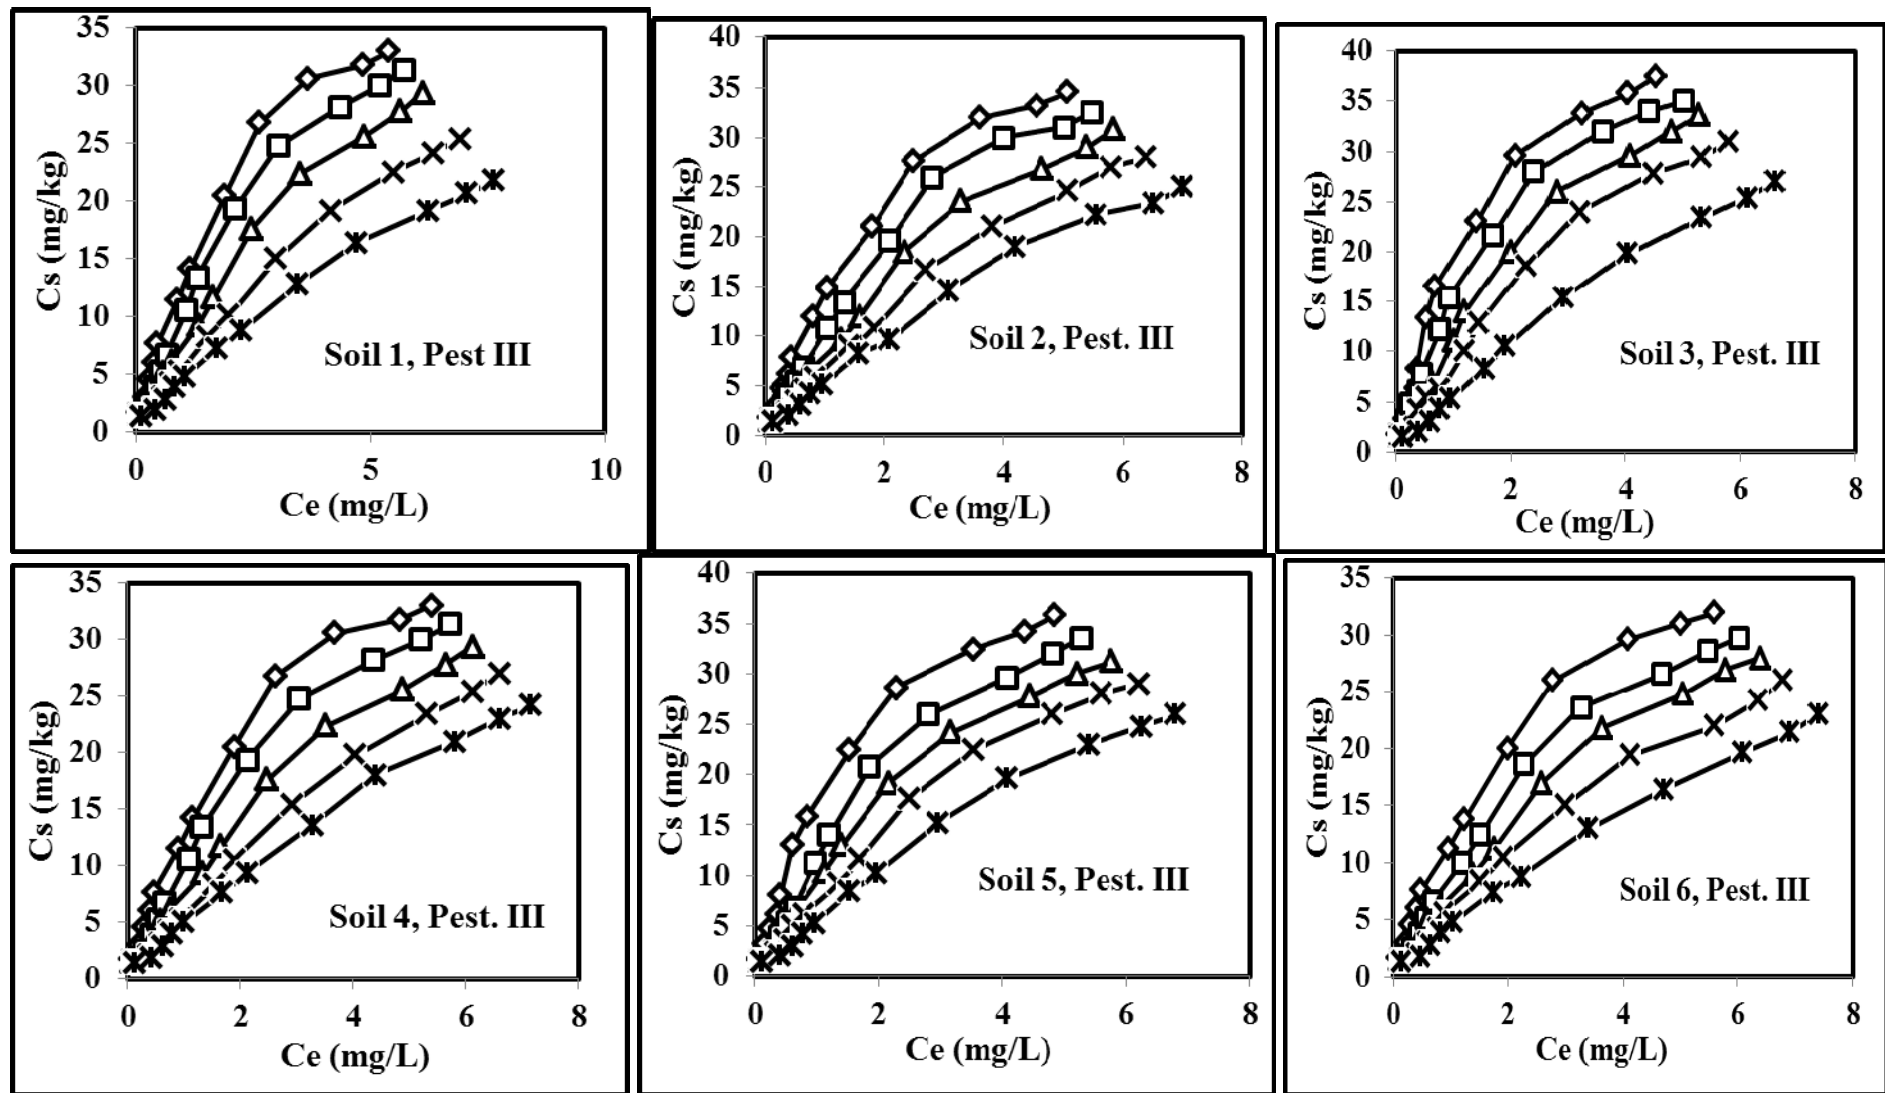 35
30
25
20
15
10
5
0
Cs (mg/kg)
Soil 1, Pest III
0 5 10
Ce (mg/L)
40
35
30
25
20
15
10
5
0
Cs (mg/kg)
Soil 2, Pest. III
0 2 4 6 8
Ce (mg/L)
40
35
30
25
20
15
10
5
0
Cs (mg/kg)
Soil 3, Pest. III
0 2 4 6 8
Ce (mg/L)
35
30
25
20
15
10
5
0
Cs (mg/kg)
Soil 4, Pest. III
0 2 4 6 8
Ce (mg/L)
40
35
30
25
20
15
10
5
0
Cs (mg/kg)
Soil 5, Pest. III
0 2 4 6 8
Ce (mg/L)
35
30
25
20
15
10
5
0
Cs (mg/kg)
Soil 6, Pest. III
0 2 4 6 8
Ce (mg/L)